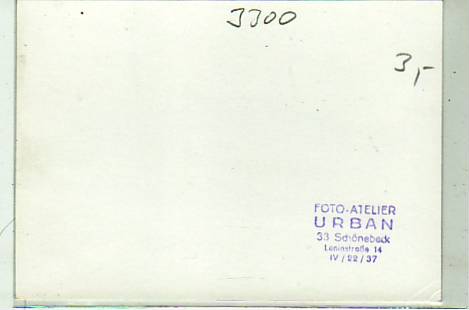 3300
3,-
FOTO-ATELIER
URBAN
33 Schönebeck
Leninstraße 14
IV/22/37